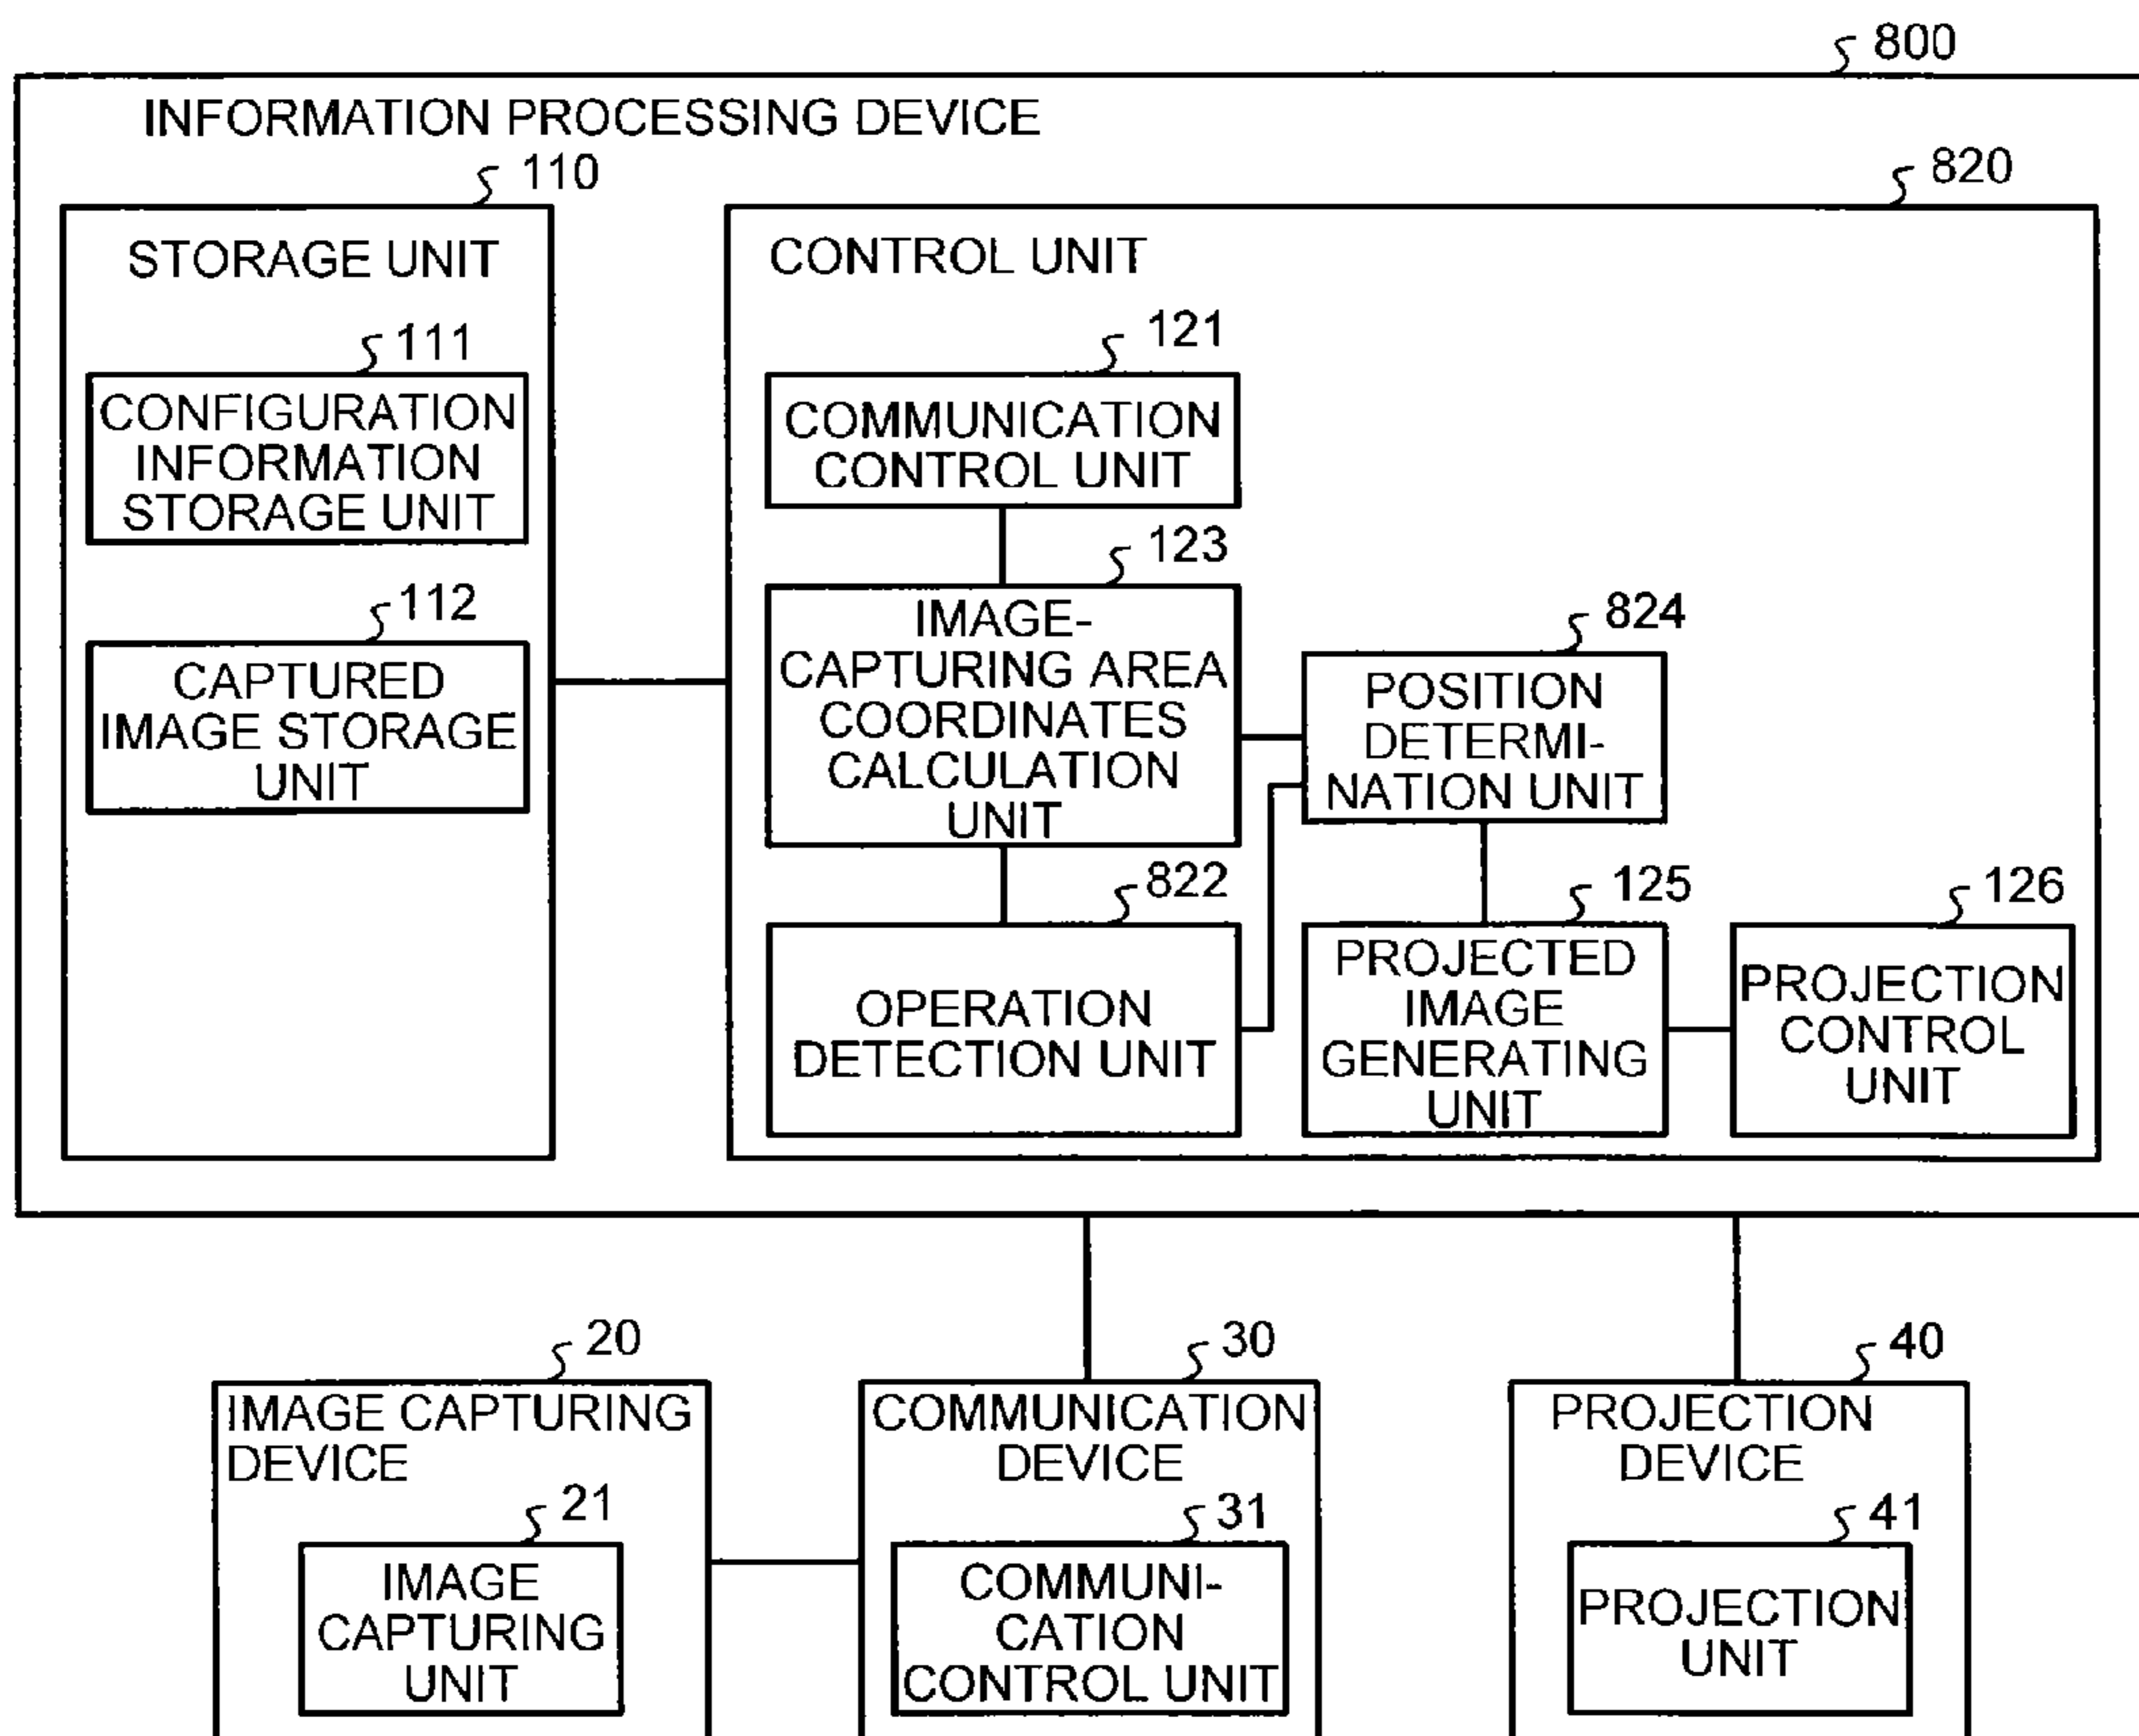 800
INFORMATION PROCESSING DEVICE
110
820
STORAGE UNIT
CONTROL UNIT
111
CONFIGURATION
INFORMATION
STORAGE UNIT
112
CAPTURED
IMAGE STORAGE
UNIT
121
COMMUNICATION
CONTROL UNIT
123
IMAGE-
CAPTURING AREA
COORDINATES
CALCULATION
UNIT
824
POSITION
DETERMI-
NATION UNIT
822
OPERATION
DETECTION UNIT
125
PROJECTED
IMAGE
GENERATING
UNIT
126
PROJECTION
CONTROL
UNIT
20
IMAGE CAPTURING
DEVICE
21
IMAGE
CAPTURING
UNIT
30
COMMUNICATION
DEVICE
31
COMMUNI-
CATION
CONTROL UNIT
40
PROJECTION
DEVICE
41
PROJECTION
UNIT